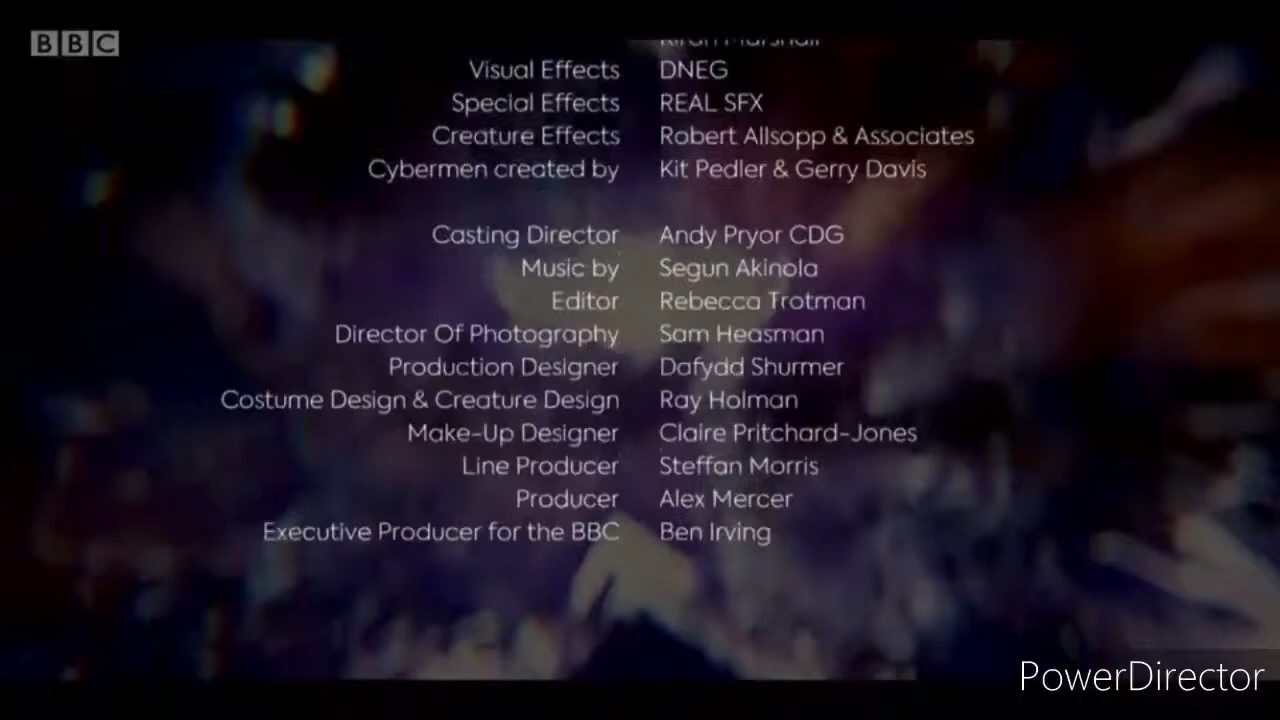 BBC
Visual Effects DNEG
Special Effects REAL SFX
Creature Effects Robert Allsopp & Associates
Cybermen created by Kit Pedler & Gerry Davis
Casting Director Andy Pryor CDG
Music by Segun Akinola
Editor Rebecca Trotman
Director Of Photography Sam Heasman
Production Designer Dafydd Shurmer
Costume Design & Creature Design Ray Holman
Make-Up Designer Claire Pritchard-Jones
Line Producer Steffan Morris
Producer Alex Mercer
Executive Producer for the BBC Ben Irving
PowerDirector